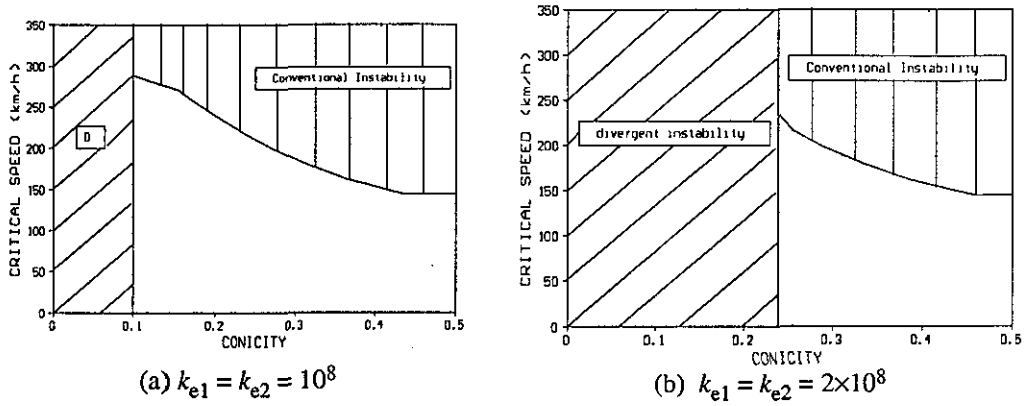 350
300
250
200
150
100
50
0
CRITICAL SPEED (km/h)
Conventional Instability
D
0 0.1 0.2 0.3 0.4 0.5
CONICITY
(a) k_e1 = k_e2 = 10^8
350
300
250
200
150
100
50
0
CRITICAL SPEED (km/h)
Conventional Instability
divergent instability
0 0.1 0.2 0.3 0.4 0.5
CONICITY
(b) k_e1 = k_e2 = 2×10^8